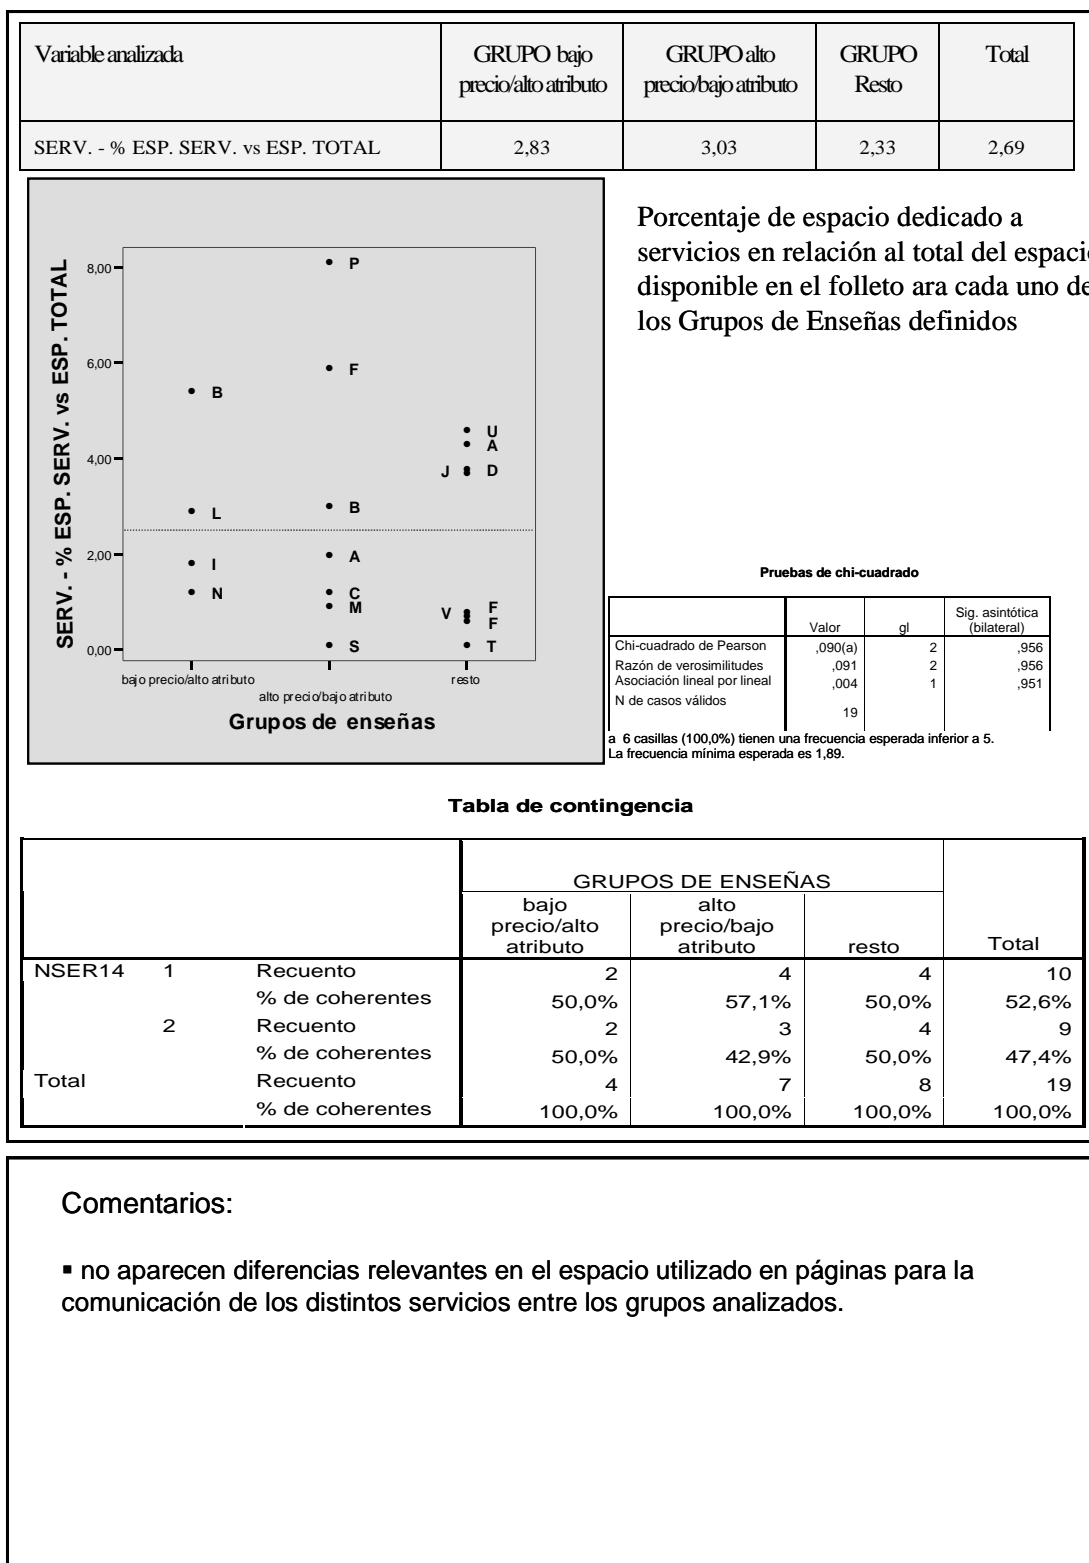 Variable analizada GRUPO bajo GRUPO alto GRUPO Total
precio/alto atributo precio/bajo atributo Resto
SERV. - % ESP. SERV. vs ESP. TOTAL 2,83 3,03 2,33 2,69
SERV. - % ESP. SERV. vs ESP. TOTAL
8,00
6,00
4,00
2,00
0,00
P
F
B
U
A
J D
B
L
A
I
N
C
M
V F
F
S
T
bajo precio/alto atributo
alto precio/bajo atributo
resto
Grupos de enseñas
Porcentaje de espacio dedicado a
servicios en relación al total del espaci
disponible en el folleto ara cada uno de
los Grupos de Enseñas definidos
Pruebas de chi-cuadrado
Valor gl Sig. asintótica
(bilateral)
Chi-cuadrado de Pearson ,090(a) 2 ,956
Razón de verosimilitudes ,091 2 ,956
Asociación lineal por lineal ,004 1 ,951
N de casos válidos 19
a 6 casillas (100,0%) tienen una frecuencia esperada inferior a 5.
La frecuencia mínima esperada es 1,89.
Tabla de contingencia
GRUPOS DE ENSEÑAS
bajo alto
precio/alto precio/bajo
atributo atributo resto Total
NSER14 1 Recuento 2 4 4 10
% de coherentes 50,0% 57,1% 50,0% 52,6%
2 Recuento 2 3 4 9
% de coherentes 50,0% 42,9% 50,0% 47,4%
Total Recuento 4 7 8 19
% de coherentes 100,0% 100,0% 100,0% 100,0%
Comentarios:
▪ no aparecen diferencias relevantes en el espacio utilizado en páginas para la
comunicación de los distintos servicios entre los grupos analizados.